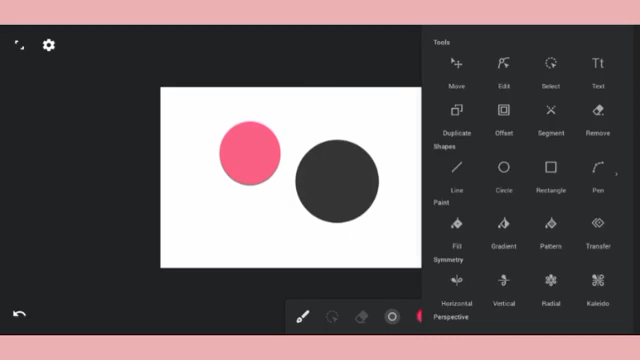 Tools
Move Edit Select Text
Duplicate Offset Segment Remove
Shapes
Line Circle Rectangle Pen
Paint
Fill Gradient Pattern Transfer
Symmetry
Horizontal Vertical Radial Kaleido
Perspective